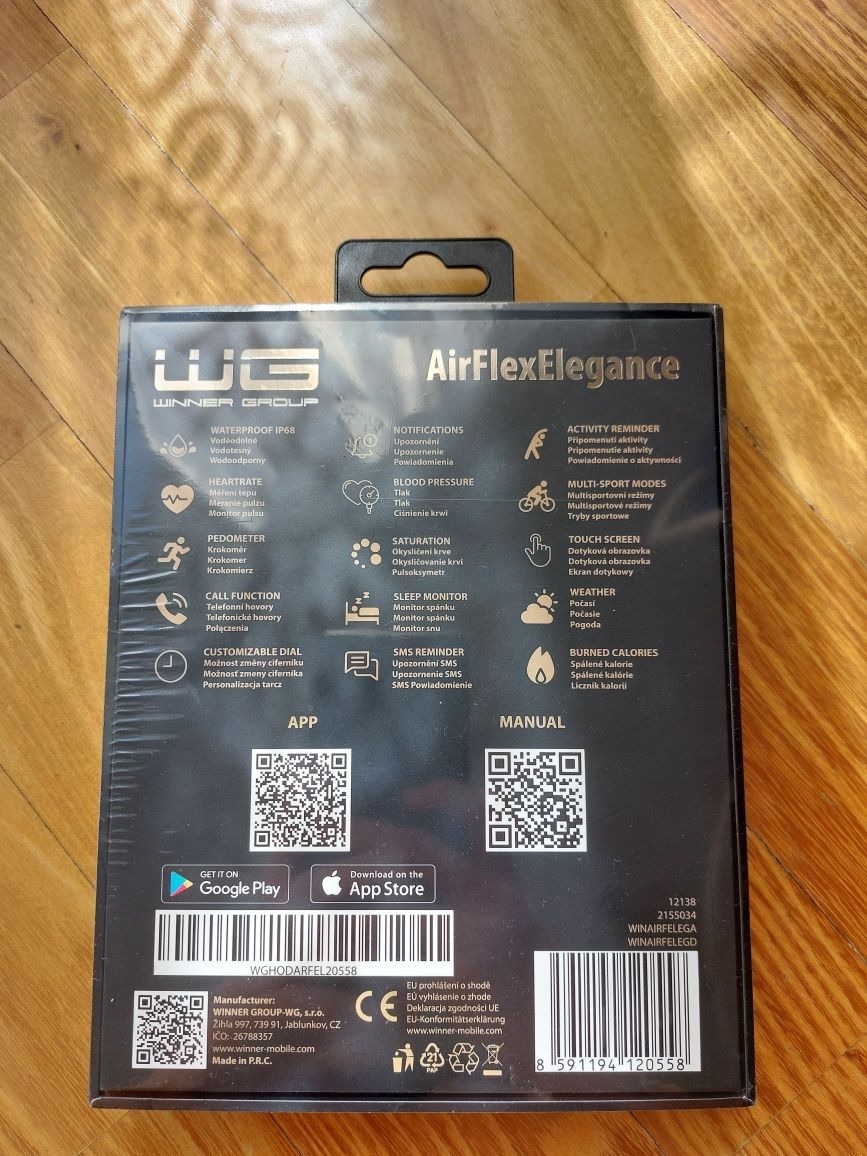 WG
WINNER GROUP
AirFlexElegance
WATERPROOF IP68
Voděodolné
Vodotesný
Wodoodporny
NOTIFICATIONS
Upozornění
Upozornenie
Powiadomienia
ACTIVITY REMINDER
Připomenutí aktivity
Pripomenutie aktivity
Powiadomienie o aktywności
HEARTRATE
Měření tepu
Meranie pulzu
Monitor pulsu
BLOOD PRESSURE
Tlak
Tlak
Ciśnienie krwi
MULTI-SPORT MODES
Multisportovní režimy
Multisportové režimy
Tryby sportowe
PEDOMETER
Krokoměr
Krokomer
Krokomierz
SATURATION
Okysličení krve
Okysličovanie krvi
Pulsoksymetr
TOUCH SCREEN
Dotyková obrazovka
Dotyková obrazovka
Ekran dotykowy
CALL FUNCTION
Telefonní hovory
Telefonické hovory
Połączenia
SLEEP MONITOR
Monitor spánku
Monitor spánku
Monitor snu
WEATHER
Počasí
Počasie
Pogoda
CUSTOMIZABLE DIAL
Možnost změny ciferníku
Možnosť zmeny ciferníka
Personalizacja tarcz
SMS REMINDER
Upozornění SMS
Upozornenie SMS
SMS Powiadomienie
BURNED CALORIES
Spálené kalorie
Spálené kalórie
Licznik kalorii
APP
MANUAL
GET IT ON
Google Play
Download on the
App Store
12138
2155034
WINAIRFELEGA
WINAIRFELEGD
WGHODARFEL20558
Manufacturer:
WINNER GROUP-WG, s.r.o.
Žihla 997, 739 91, Jablunkov, CZ
IČO: 26788357
www.winner-mobile.com
Made in P.R.C.
CE
EU prohlášení o shodě
EÚ vyhlásenie o zhode
Deklaracja zgodności UE
EU-Konformitätserklärung
www.winner-mobile.com
21
PAP
8 591194 120558